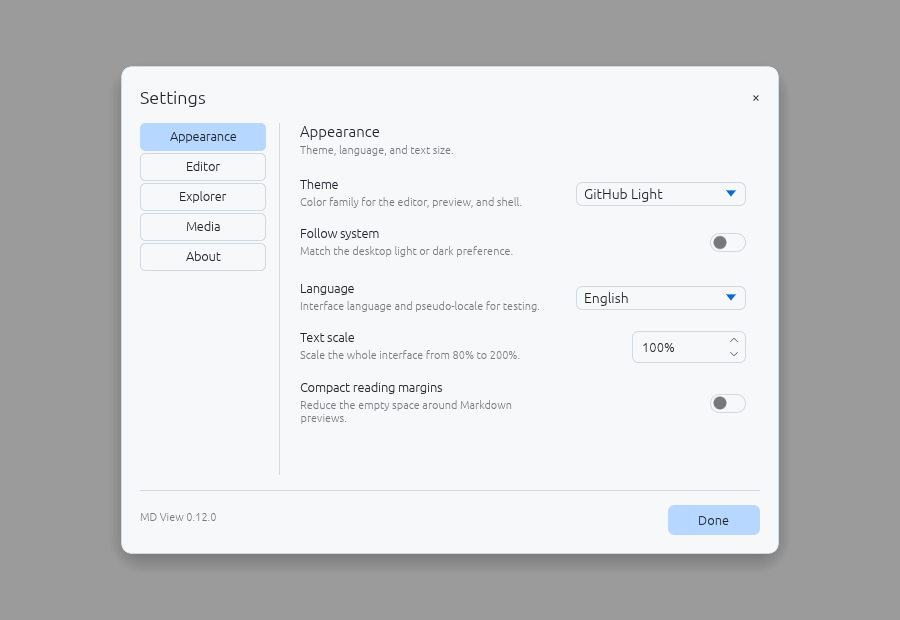 Settings
×
Appearance
Editor
Explorer
Media
About
Appearance
Theme, language, and text size.
Theme
Color family for the editor, preview, and shell.
GitHub Light
Follow system
Match the desktop light or dark preference.
Language
Interface language and pseudo-locale for testing.
English
Text scale
Scale the whole interface from 80% to 200%.
100%
Compact reading margins
Reduce the empty space around Markdown
previews.
MD View 0.12.0
Done